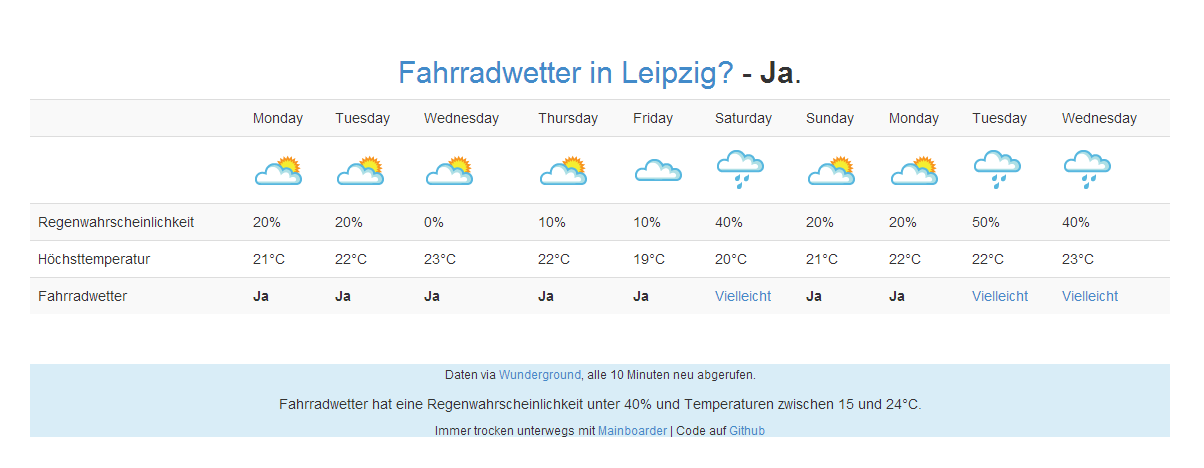 Fahrradwetter in Leipzig? - Ja.
Monday Tuesday Wednesday Thursday Friday Saturday Sunday Monday Tuesday Wednesday
Regenwahrscheinlichkeit 20% 20% 0% 10% 10% 40% 20% 20% 50% 40%
Höchsttemperatur 21°C 22°C 23°C 22°C 19°C 20°C 21°C 22°C 22°C 23°C
Fahrradwetter Ja Ja Ja Ja Ja Vielleicht Ja Ja Vielleicht Vielleicht
Daten via Wunderground, alle 10 Minuten neu abgerufen.
Fahrradwetter hat eine Regenwahrscheinlichkeit unter 40% und Temperaturen zwischen 15 und 24°C.
Immer trocken unterwegs mit Mainboarder | Code auf Github